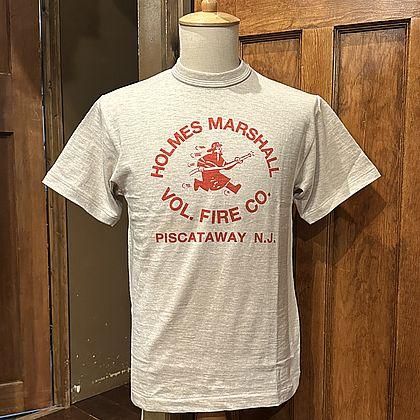 HOLMES MARSHALL
VOL. FIRE CO.
PISCATAWAY N.J.